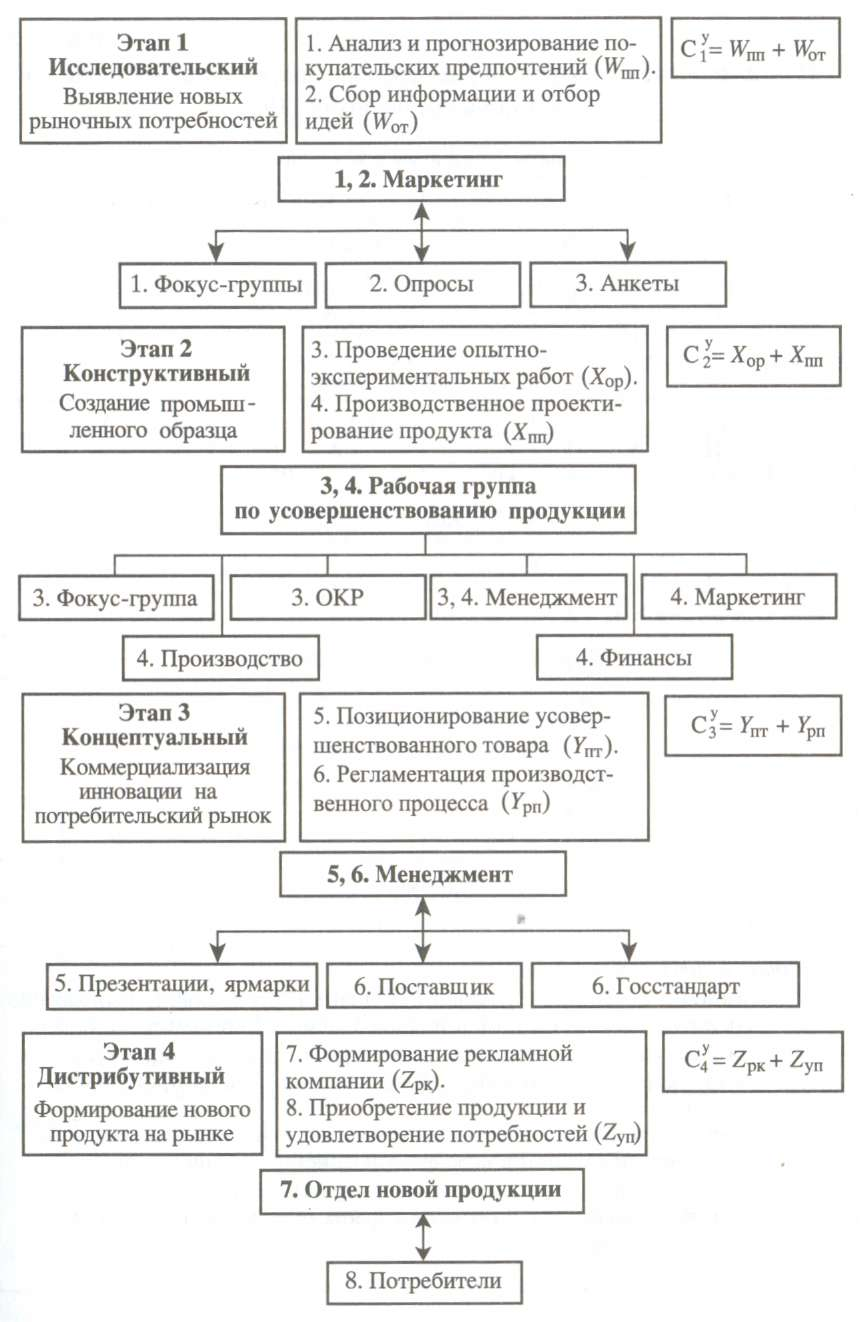 Этап 1
Исследовательский
Выявление новых
рыночных потребностей
1. Анализ и прогнозирование по-
купательских предпочтений (Wпп).
2. Сбор информации и отбор
идей (Wот)
C₁ʸ = Wпп + Wот
1, 2. Маркетинг
1. Фокус-группы
2. Опросы
3. Анкеты
Этап 2
Конструктивный
Создание промыш-
ленного образца
3. Проведение опытно-
экспериментальных работ (Xор).
4. Производственное проекти-
рование продукта (Xпп)
C₂ʸ = Xор + Xпп
3, 4. Рабочая группа
по усовершенствованию продукции
3. Фокус-группа
3. ОКР
3, 4. Менеджмент
4. Маркетинг
4. Производство
4. Финансы
Этап 3
Концептуальный
Коммерциализация
инновации на
потребительский рынок
5. Позиционирование усовер-
шенствованного товара (Yпт).
6. Регламентация производст-
венного процесса (Yрп)
C₃ʸ = Yпт + Yрп
5, 6. Менеджмент
5. Презентации, ярмарки
6. Поставщик
6. Госстандарт
Этап 4
Дистрибутивный
Формирование нового
продукта на рынке
7. Формирование рекламной
компании (Zрк).
8. Приобретение продукции и
удовлетворение потребностей (Zуп)
C₄ʸ = Zрк + Zуп
7. Отдел новой продукции
8. Потребители